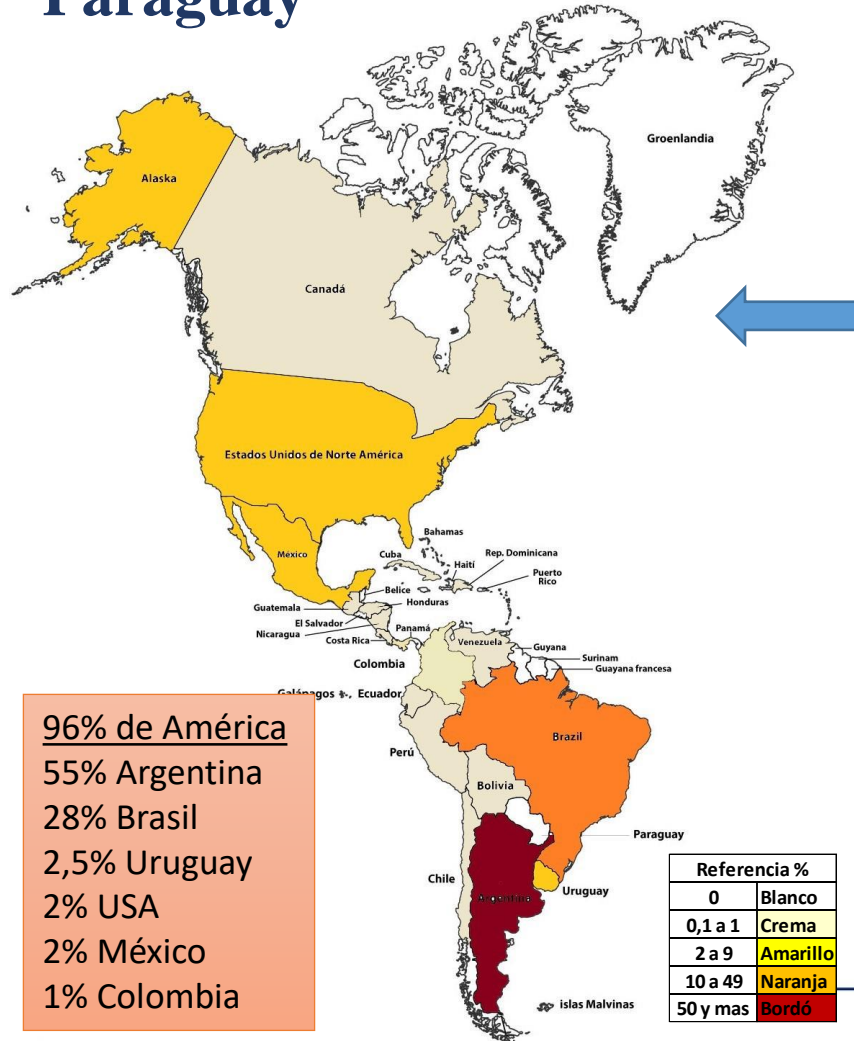 Paraguay
Groenlandia
Alaska
Canadá
Estados Unidos de Norte América
México
Bahamas
Cuba
Haití
Rep. Dominicana
Puerto
Rico
Belice
Guatemala
Honduras
El Salvador
Nicaragua
Panamá
Costa Rica
Venezuela
Guyana
Surinam
Guayana francesa
Colombia
Galápagos
Ecuador
Brazil
Perú
Bolivia
Paraguay
Chile
Argentina
Uruguay
islas Malvinas
96% de América
55% Argentina
28% Brasil
2,5% Uruguay
2% USA
2% México
1% Colombia
Referencia %
0 Blanco
0,1 a 1 Crema
2 a 9 Amarillo
10 a 49 Naranja
50 y mas Bordó